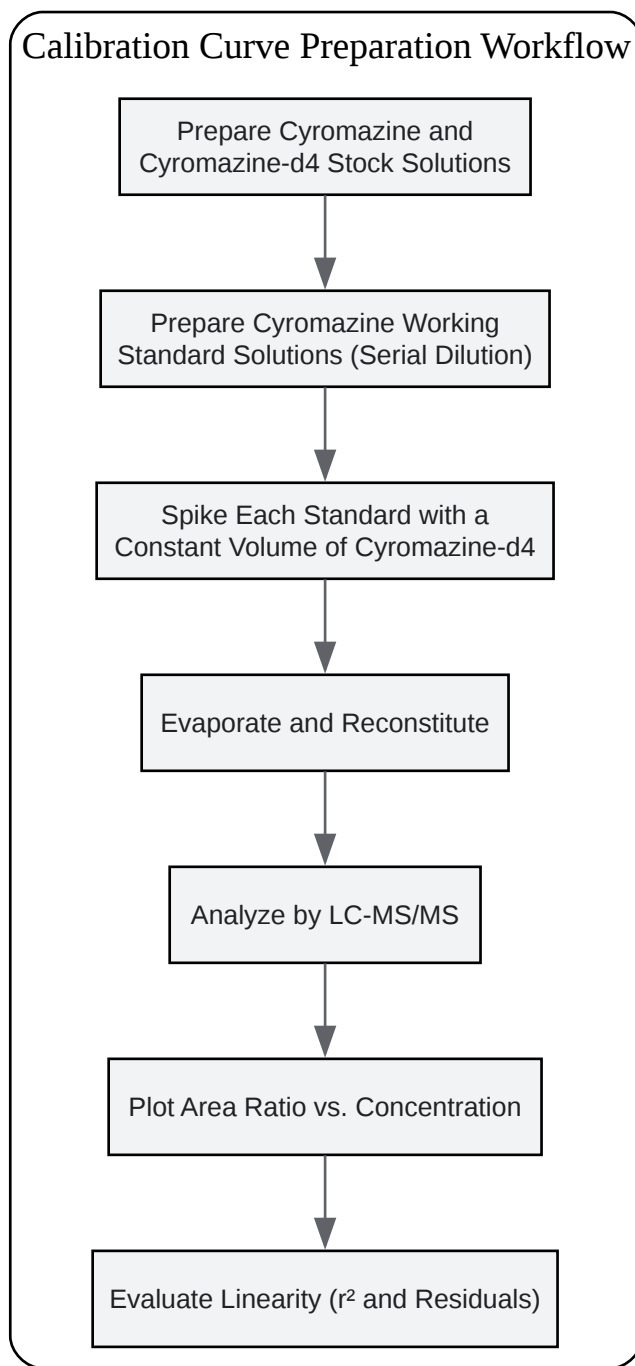 Calibration Curve Preparation Workflow
Prepare Cyromazine and
Cyromazine-d4 Stock Solutions
Prepare Cyromazine Working
Standard Solutions (Serial Dilution)
Spike Each Standard with a
Constant Volume of Cyromazine-d4
Evaporate and Reconstitute
Analyze by LC-MS/MS
Plot Area Ratio vs. Concentration
Evaluate Linearity (r² and Residuals)